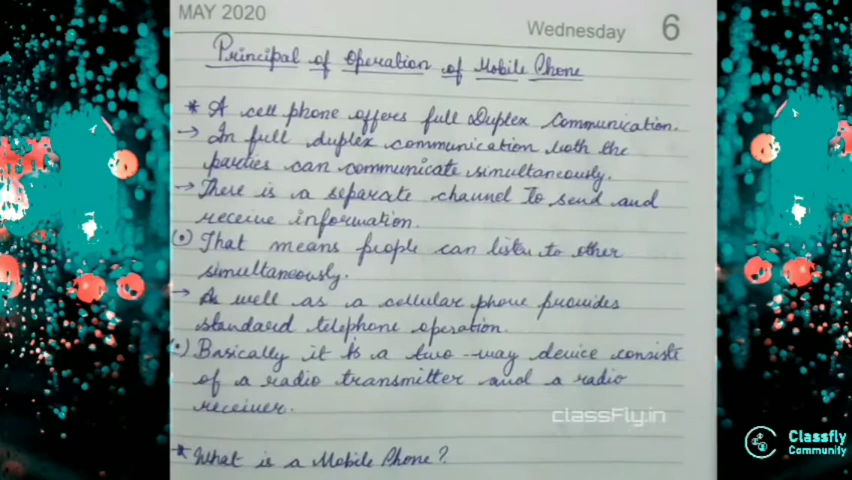 MAY 2020
Wednesday 6
Principal of Operation of Mobile Phone
* A cell phone offers full Duplex Communication.
→ In full duplex communication both the
parties can communicate simultaneously.
→ There is a separate channel to send and
receive information.
(•) That means people can listen to other
simultaneously.
→ As well as a cellular phone provides
standard telephone operation.
(•) Basically it is a two-way device consists
of a radio transmitter and a radio
receiver.
classFly.in
* What is a Mobile Phone?
Classfly
Community